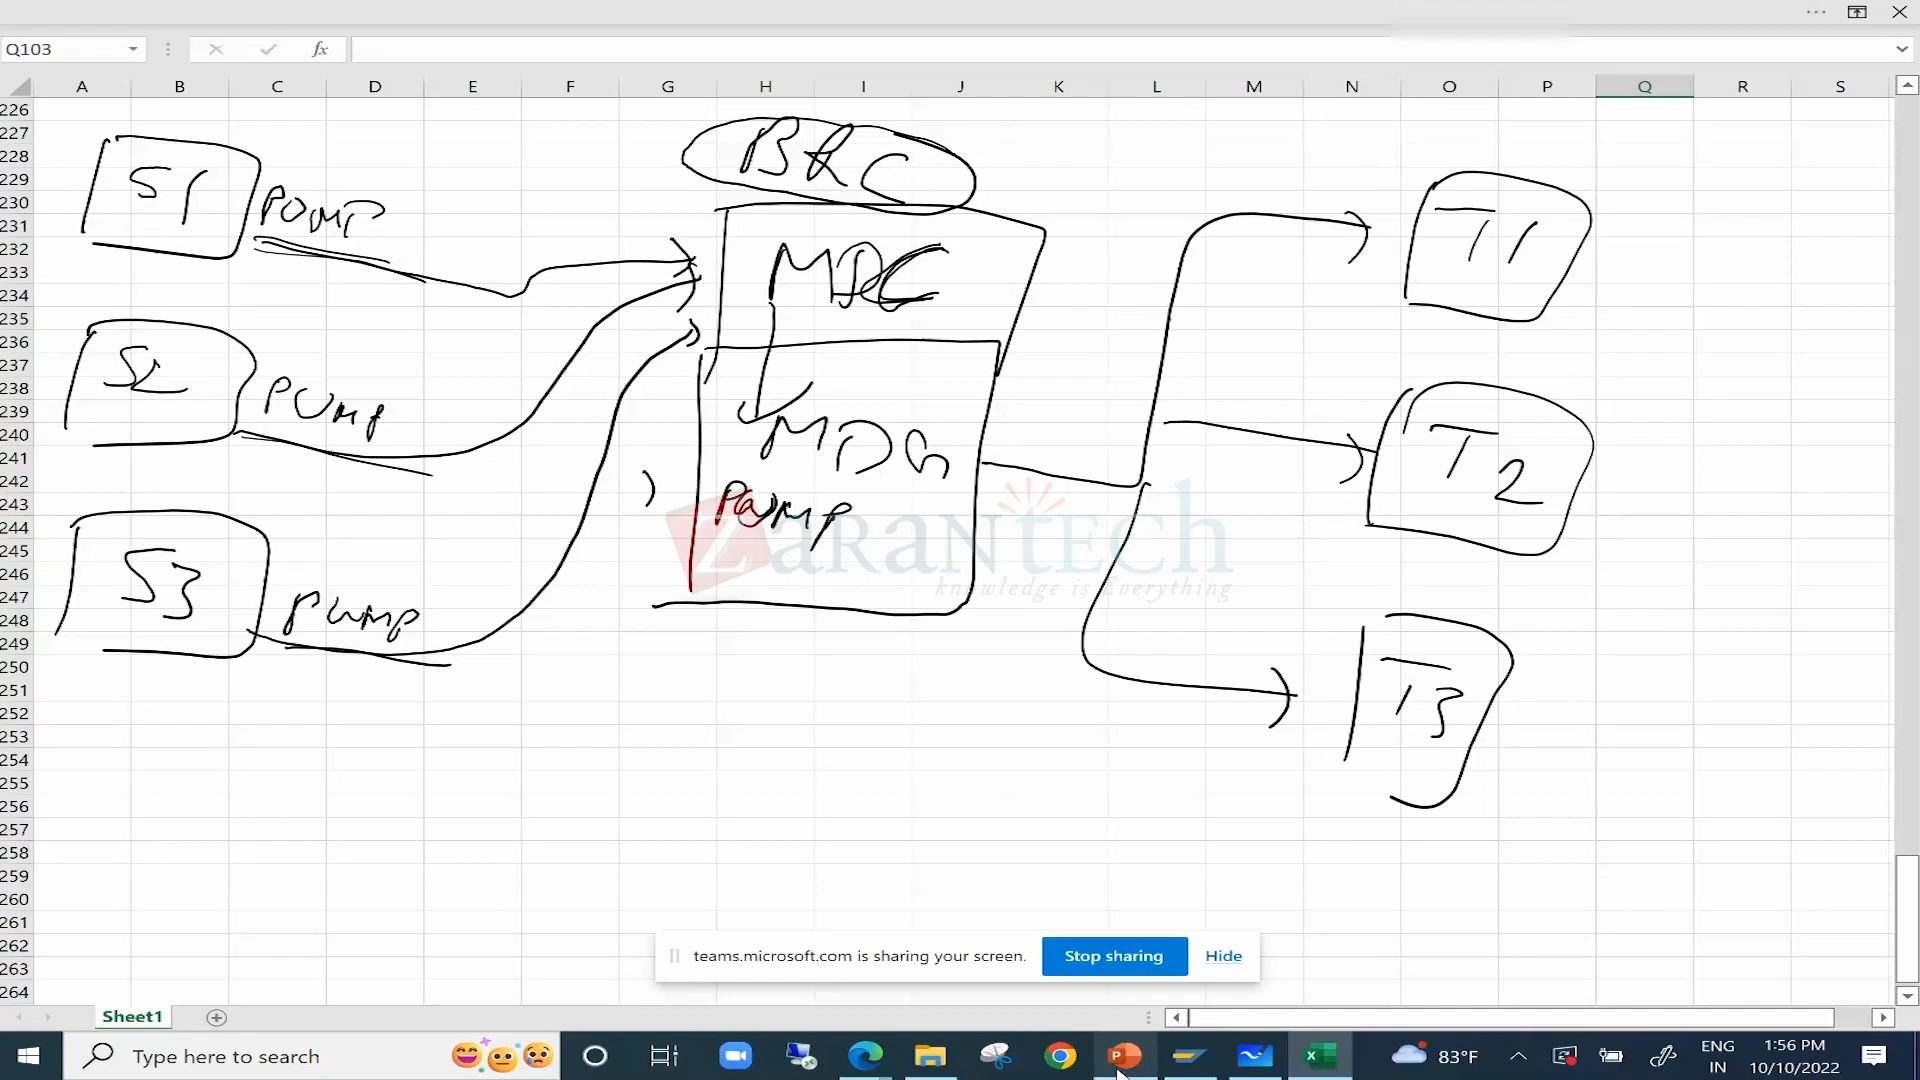 Q103
fx
A B C D E F G H I J K L M N O P Q R S
226
227
228
229
230
231
232
233
234
235
236
237
238
239
240
241
242
243
244
245
246
247
248
249
250
251
252
253
254
255
256
257
258
259
260
261
262
263
264
S1
PUMP
S2
PUMP
S3
PUMP
BRC
MDC
MDG
PUMP
T1
T2
T3
ZaranTech
knowledge is Everything
teams.microsoft.com is sharing your screen. Stop sharing Hide
Sheet1
Type here to search
83°F
ENG
IN
1:56 PM
10/10/2022